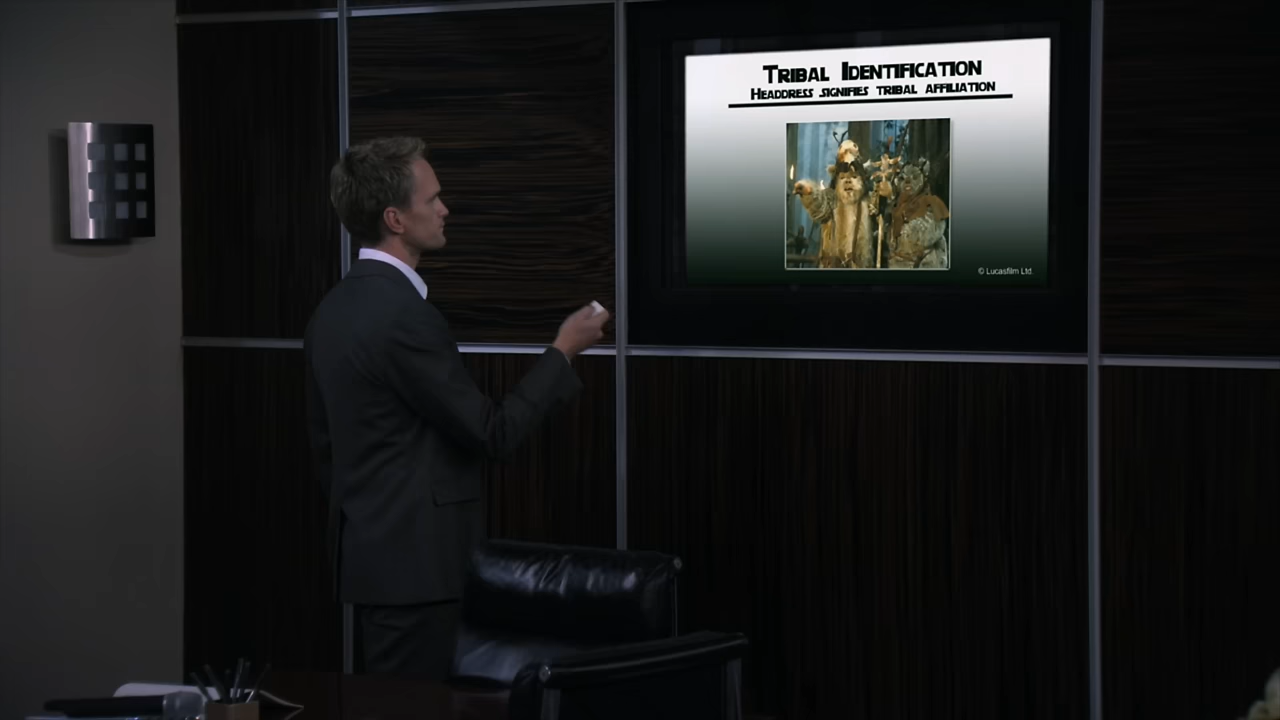 TRIBAL IDENTIFICATION
HEADDRESS SIGNIFIES TRIBAL AFFILIATION
© Lucasfilm Ltd.